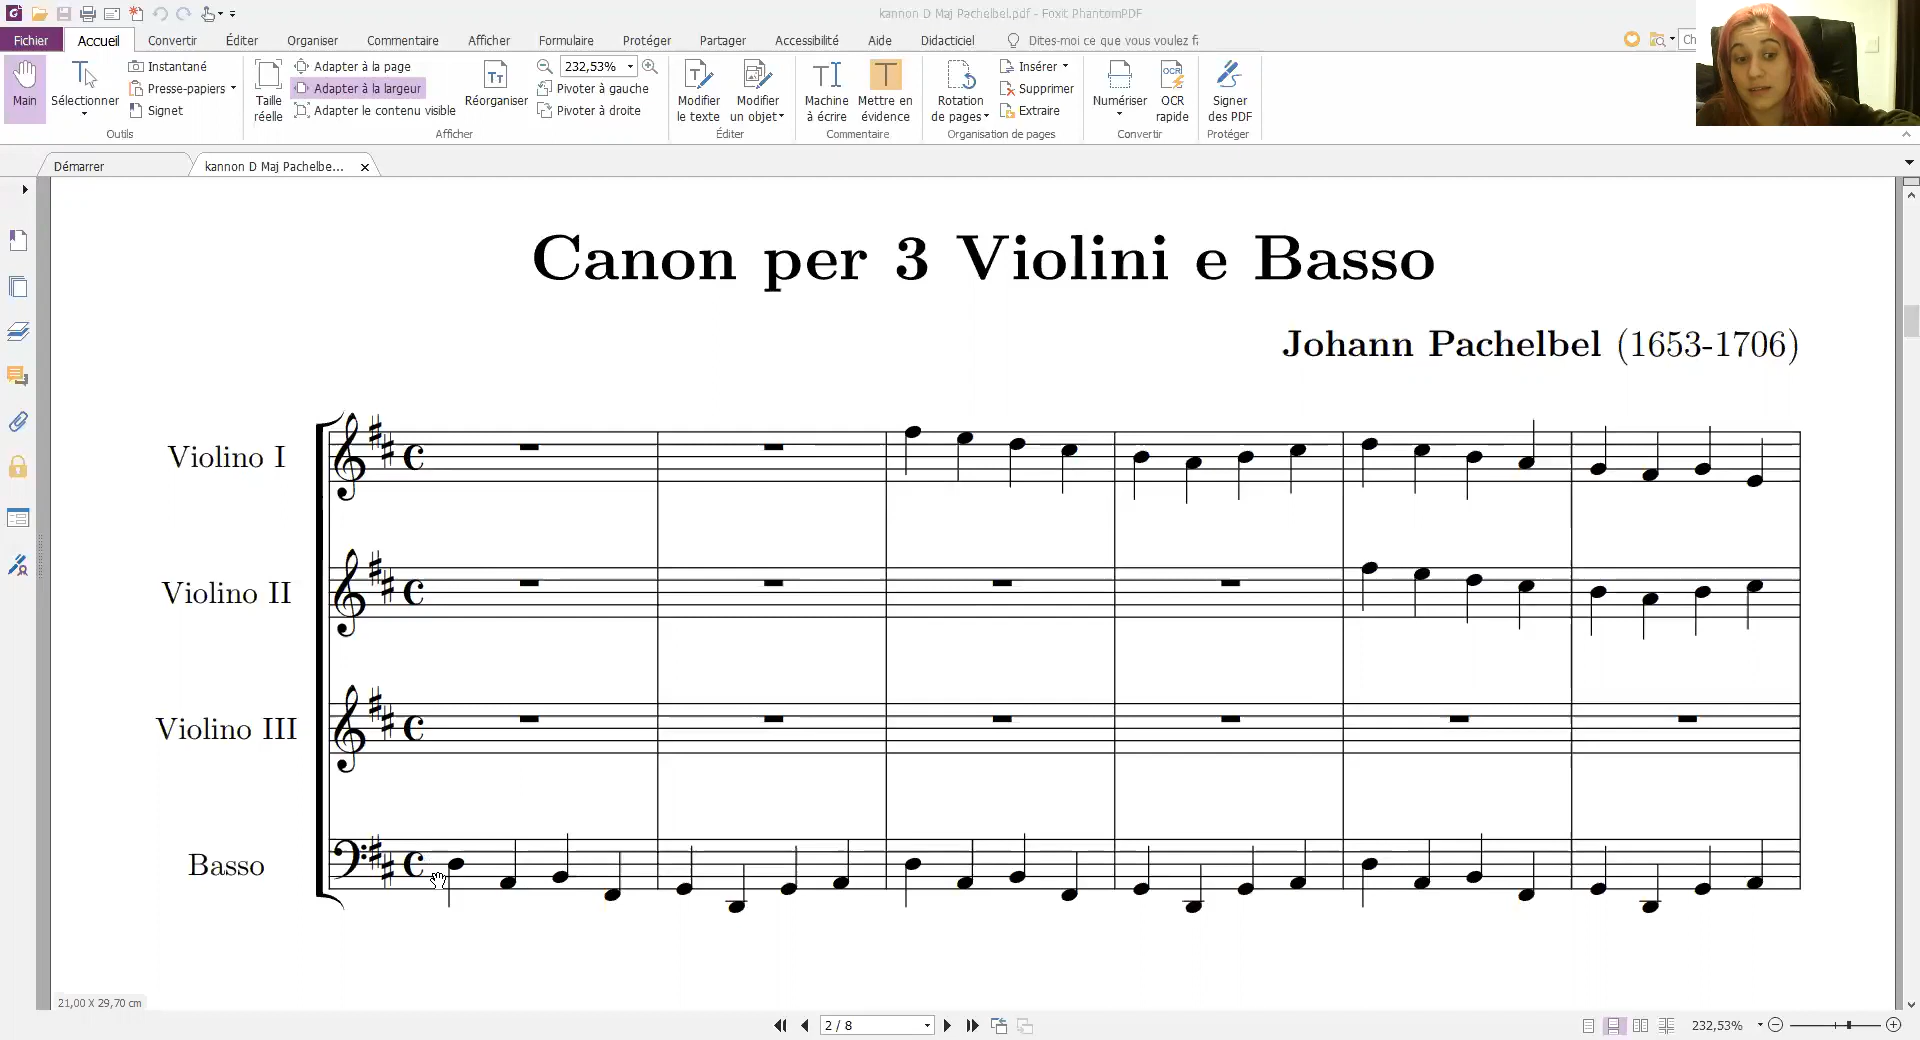 kannon D Maj Pachelbel.pdf - Foxit PhantomPDF
Fichier Accueil Convertir Éditer Organiser Commentaire Afficher Formulaire Protéger Partager Accessibilité Aide Didacticiel Dites-moi ce que vous voulez fa Ch
Main
Sélectionner
Instantané
Presse-papiers
Signet
Outils
Taille
réelle
Adapter à la page
Adapter à la largeur
Adapter le contenu visible
Réorganiser
232,53%
Pivoter à gauche
Pivoter à droite
Afficher
Modifier
le texte
Modifier
un objet
Éditer
Machine
à écrire
Mettre en
évidence
Commentaire
Rotation
de pages
Insérer
Supprimer
Extraire
Organisation de pages
Numériser
OCR
OCR
rapide
Convertir
Signer
des PDF
Protéger
Démarrer
kannon D Maj Pachelbe...
Canon per 3 Violini e Basso
Johann Pachelbel (1653-1706)
Violino I
Violino II
Violino III
Basso
21,00 X 29,70 cm
2 / 8
232,53%